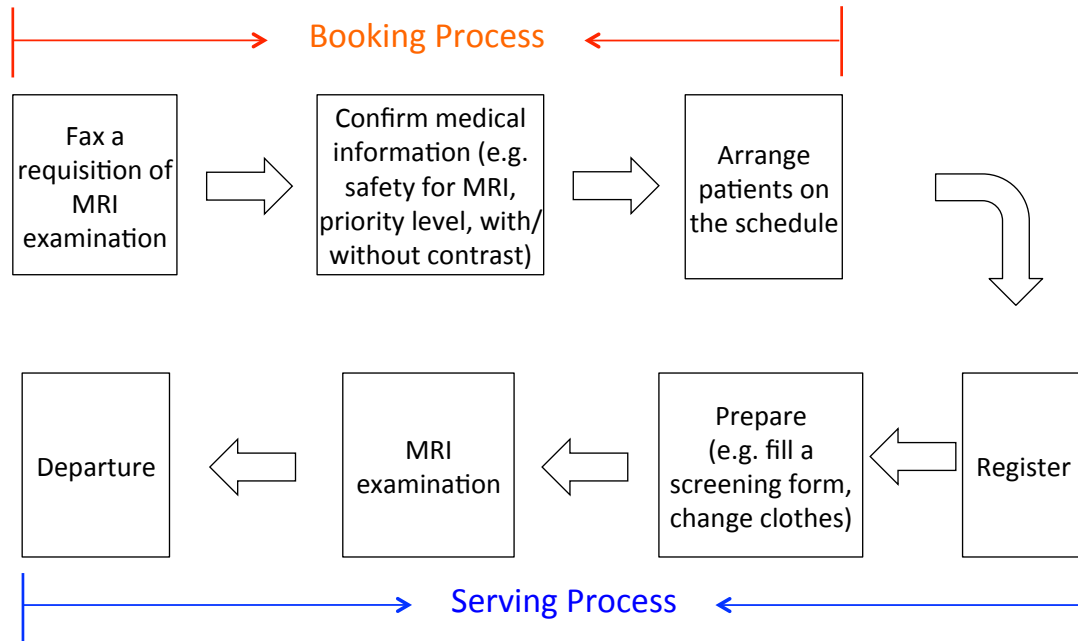 Booking Process
Fax a
requisition of
MRI
examination
Confirm medical
information (e.g.
safety for MRI,
priority level, with/
without contrast)
Arrange
patients on
the schedule
Register
Prepare
(e.g. fill a
screening form,
change clothes)
MRI
examination
Departure
Serving Process